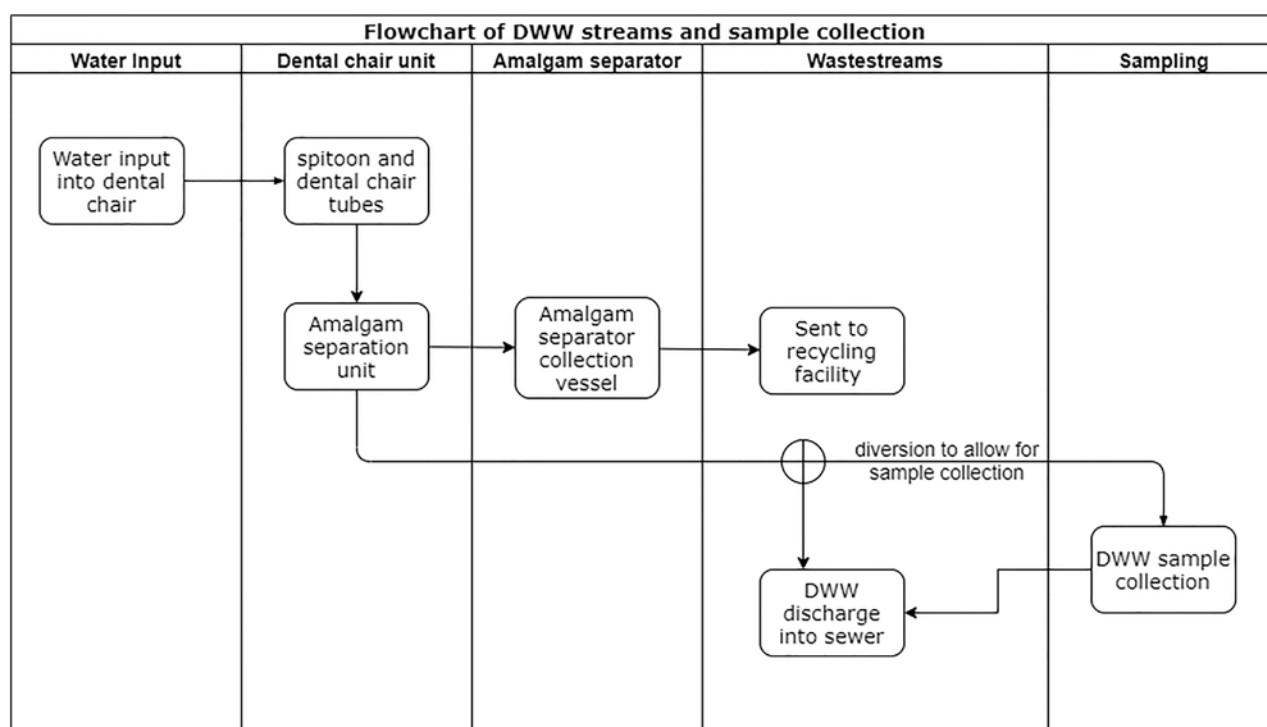 Flowchart of DWW streams and sample collection
Water Input
Dental chair unit
Amalgam separator
Wastestreams
Sampling
Water input
into dental
chair
spitoon and
dental chair
tubes
Amalgam
separation
unit
Amalgam
separator
collection
vessel
Sent to
recycling
facility
diversion to allow for
sample collection
DWW sample
collection
DWW
discharge
into sewer